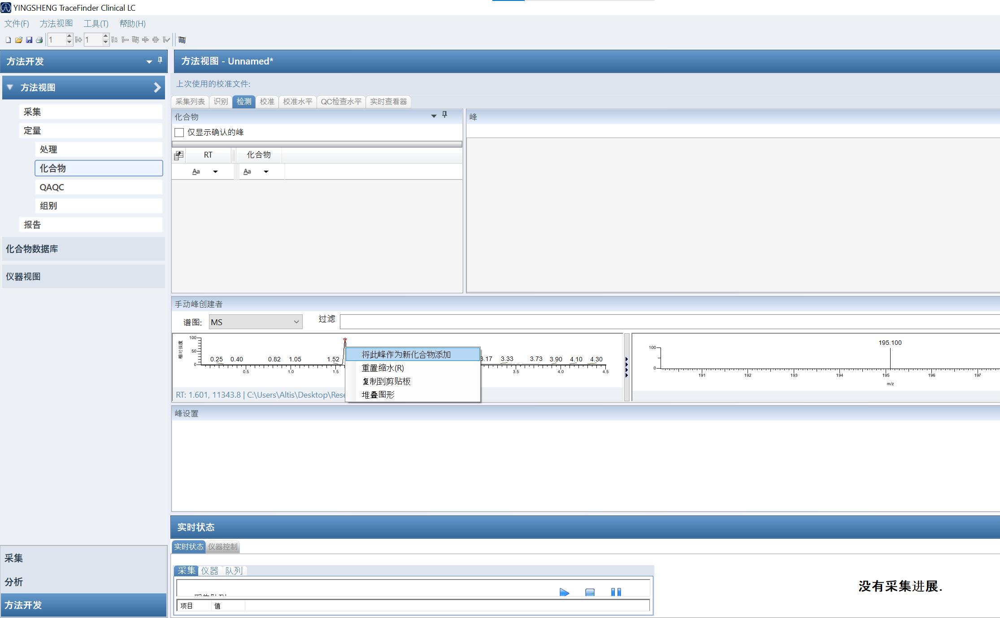 YINGSHENG TraceFinder Clinical LC
文件(F) 方法视图 工具(T) 帮助(H)
1 1
方法开发
方法视图 - Unnamed*
方法视图
上次使用的校准文件:
采集列表 识别 检测 校准 校准水平 QC检查水平 实时查看器
采集
化合物
峰
定量
仅显示确认的峰
处理
RT 化合物
化合物
Aa Aa
QAQC
组别
报告
化合物数据库
仪器视图
手动峰创建者
谱图: MS 过滤
相对强度
100
50
0
0.25 0.40 0.82 1.05 1.52 3.17 3.33 3.73 3.90 4.10 4.30
0.5 1.0 1.5 3.5 4.0 4.5
将此峰作为新化合物添加
重置缩水(R)
复制到剪贴板
堆叠图形
195.100
100
0
191 192 193 194 195 196 197
m/z
RT: 1.601, 11343.8 | C:\Users\Altis\Desktop\Rese
峰设置
实时状态
实时状态 仪器控制
采集 仪器 队列
项目 值
没有采集进展.
采集
分析
方法开发